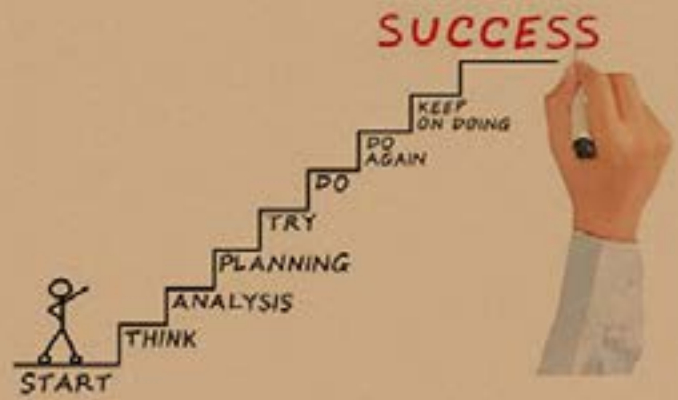 SUCCESS
KEEP
ON DOING
DO
AGAIN
DO
TRY
PLANNING
ANALYSIS
THINK
START